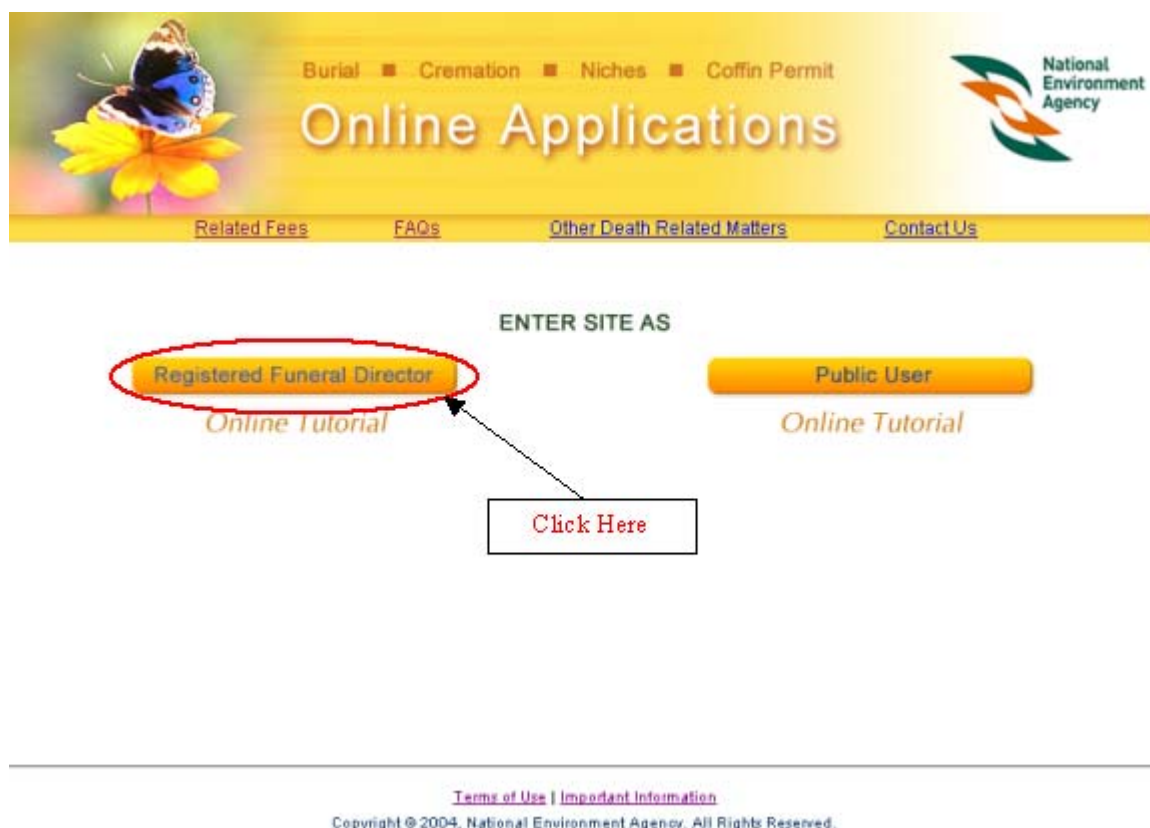 Burial ■ Cremation ■ Niches ■ Coffin Permit
Online Applications
National
Environment
Agency
Related Fees FAQs Other Death Related Matters Contact Us
ENTER SITE AS
Registered Funeral Director Public User
Online Tutorial Online Tutorial
Click Here
Terms of Use | Important Information
Copyright © 2004, National Environment Agency. All Rights Reserved.